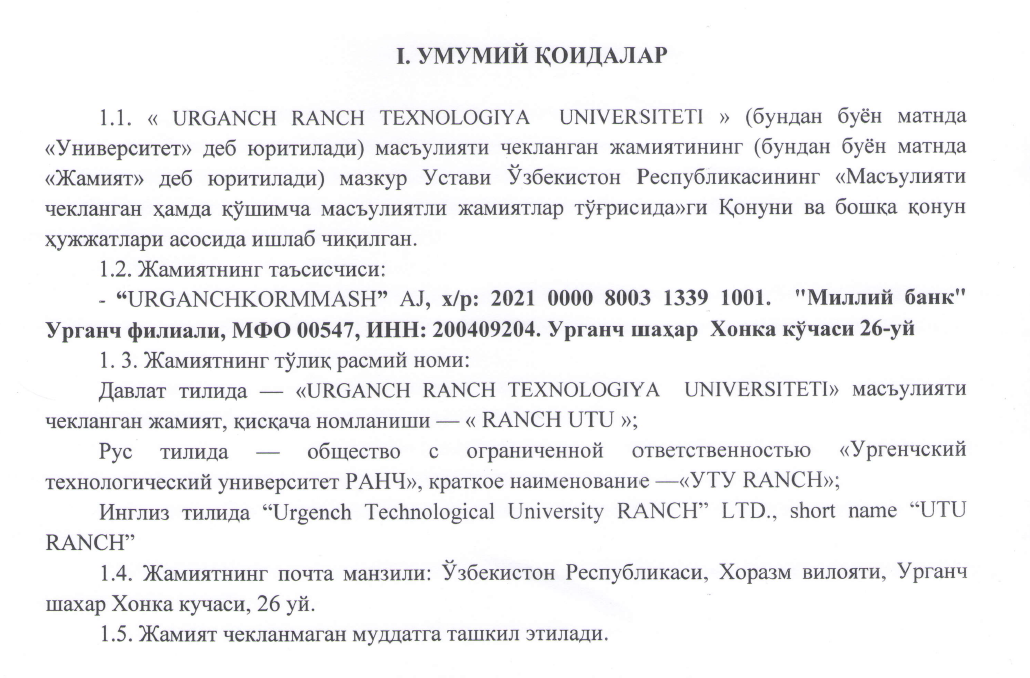 I. УМУМИЙ ҚОИДАЛАР
1.1. « URGANCH RANCH TEXNOLOGIYA UNIVERSITETI » (бундан буён матнда
«Университет» деб юритилади) масъулияти чекланган жамиятининг (бундан буён матнда
«Жамият» деб юритилади) мазкур Устави Ўзбекистон Республикасининг «Масъулияти
чекланган ҳамда қўшимча масъулиятли жамиятлар тўғрисида»ги Қонуни ва бошқа қонун
ҳужжатлари асосида ишлаб чиқилган.
1.2. Жамиятнинг таъсисчиси:
- “URGANCHKORMMASH” AJ, х/р: 2021 0000 8003 1339 1001. "Миллий банк"
Урганч филиали, МФО 00547, ИНН: 200409204. Урганч шаҳар Хонка кўчаси 26-уй
1. 3. Жамиятнинг тўлиқ расмий номи:
Давлат тилида — «URGANCH RANCH TEXNOLOGIYA UNIVERSITETI» масъулияти
чекланган жамият, қисқача номланиши — « RANCH UTU »;
Рус тилида — общество с ограниченной ответственностью «Ургенчский
технологический университет РАНЧ», краткое наименование —«УТУ RANCH»;
Инглиз тилида “Urgench Technological University RANCH” LTD., short name “UTU
RANCH”
1.4. Жамиятнинг почта манзили: Ўзбекистон Республикаси, Хоразм вилояти, Урганч
шахар Хонка кучаси, 26 уй.
1.5. Жамият чекланмаган муддатга ташкил этилади.